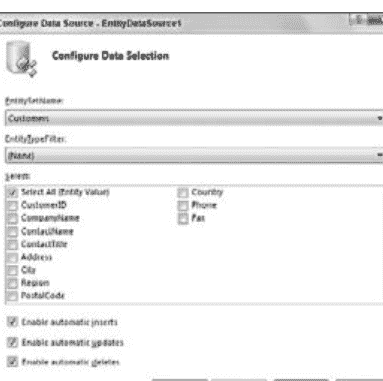 Configure Data Source - EntityDataSource1
Configure Data Selection
EntitySetName:
Customers
EntityTypeFilter:
(None)
Select:
Select All (Entity Value)
CustomerID
CompanyName
ContactName
ContactTitle
Address
City
Region
PostalCode
Country
Phone
Fax
Enable automatic inserts
Enable automatic updates
Enable automatic deletes